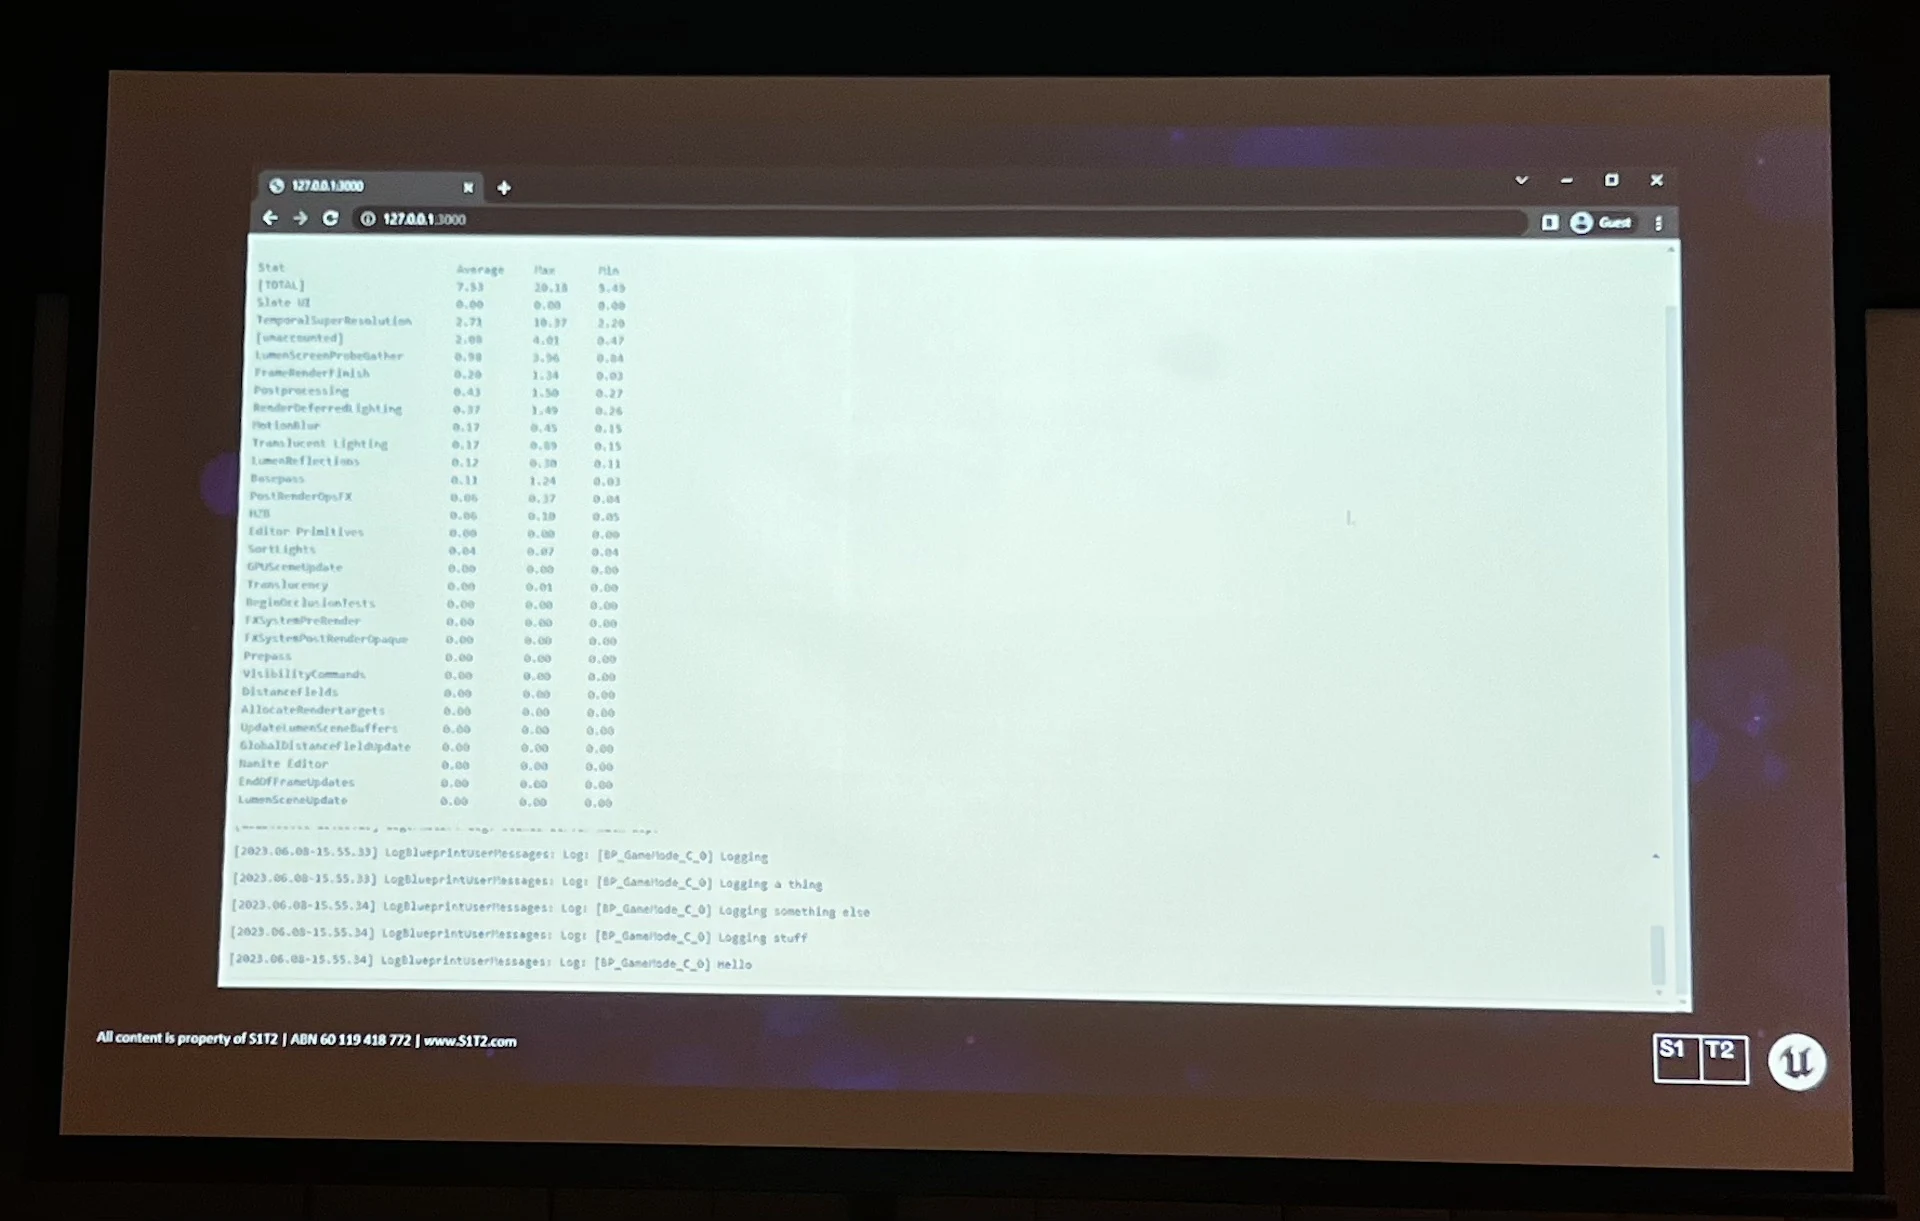 127.0.0.1:3000
127.0.0.1:3000
Guest
Stat Average Max Min
[TOTAL] 7.53 20.18 5.49
Slate UI 0.00 0.00 0.00
TemporalSuperResolution 2.71 10.37 2.20
[unaccounted] 2.08 4.01 0.47
LumenScreenProbeGather 0.98 3.96 0.84
FrameRenderFinish 0.20 1.34 0.03
Postprocessing 0.43 1.50 0.27
RenderDeferredLighting 0.37 1.49 0.26
MotionBlur 0.17 0.45 0.15
Translucent Lighting 0.17 0.89 0.15
LumenReflections 0.12 0.30 0.11
Basepass 0.11 1.24 0.03
PostRenderOpsFX 0.06 0.37 0.04
HZB 0.06 0.10 0.05
Editor Primitives 0.00 0.00 0.00
SortLights 0.04 0.07 0.04
GPUSceneUpdate 0.00 0.00 0.00
Translucency 0.00 0.01 0.00
BeginOcclusionTests 0.00 0.00 0.00
FXSystemPreRender 0.00 0.00 0.00
FXSystemPostRenderOpaque 0.00 0.00 0.00
Prepass 0.00 0.00 0.00
VisibilityCommands 0.00 0.00 0.00
DistanceFields 0.00 0.00 0.00
AllocateRendertargets 0.00 0.00 0.00
UpdateLumenSceneBuffers 0.00 0.00 0.00
GlobalDistanceFieldUpdate 0.00 0.00 0.00
Nanite Editor 0.00 0.00 0.00
EndOfFrameUpdates 0.00 0.00 0.00
LumenSceneUpdate 0.00 0.00 0.00
[2023.06.08-15.55.33] LogBlueprintUserMessages: Log: [BP_GameMode_C_0] Logging
[2023.06.08-15.55.33] LogBlueprintUserMessages: Log: [BP_GameMode_C_0] Logging a thing
[2023.06.08-15.55.34] LogBlueprintUserMessages: Log: [BP_GameMode_C_0] Logging something else
[2023.06.08-15.55.34] LogBlueprintUserMessages: Log: [BP_GameMode_C_0] Logging stuff
[2023.06.08-15.55.34] LogBlueprintUserMessages: Log: [BP_GameMode_C_0] Hello
All content is property of S1T2 | ABN 60 119 418 772 | www.S1T2.com
S1 T2